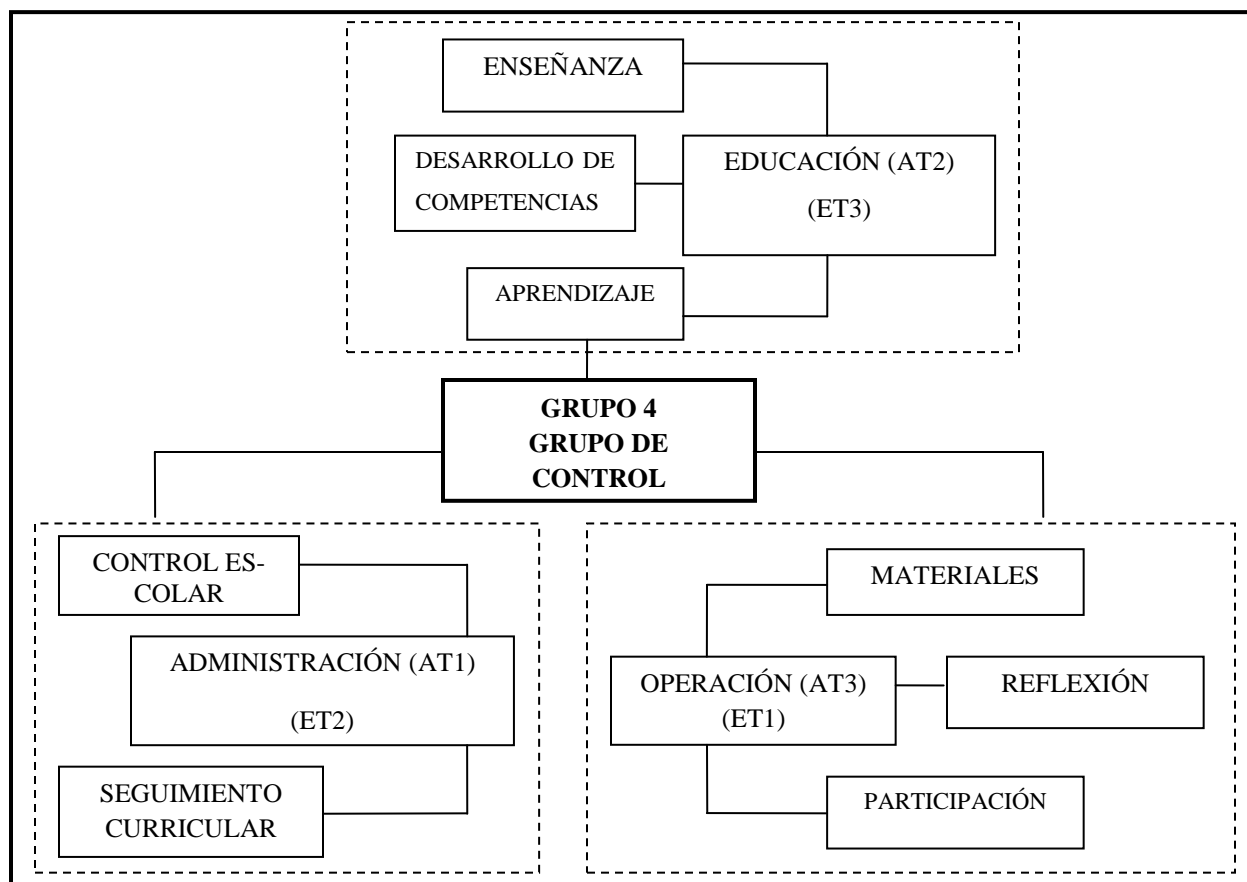 ENSEÑANZA
DESARROLLO DE
COMPETENCIAS
EDUCACIÓN (AT2)
(ET3)
APRENDIZAJE
GRUPO 4
GRUPO DE
CONTROL
CONTROL ES-
COLAR
ADMINISTRACIÓN (AT1)
(ET2)
SEGUIMIENTO
CURRICULAR
MATERIALES
OPERACIÓN (AT3)
(ET1)
REFLEXIÓN
PARTICIPACIÓN